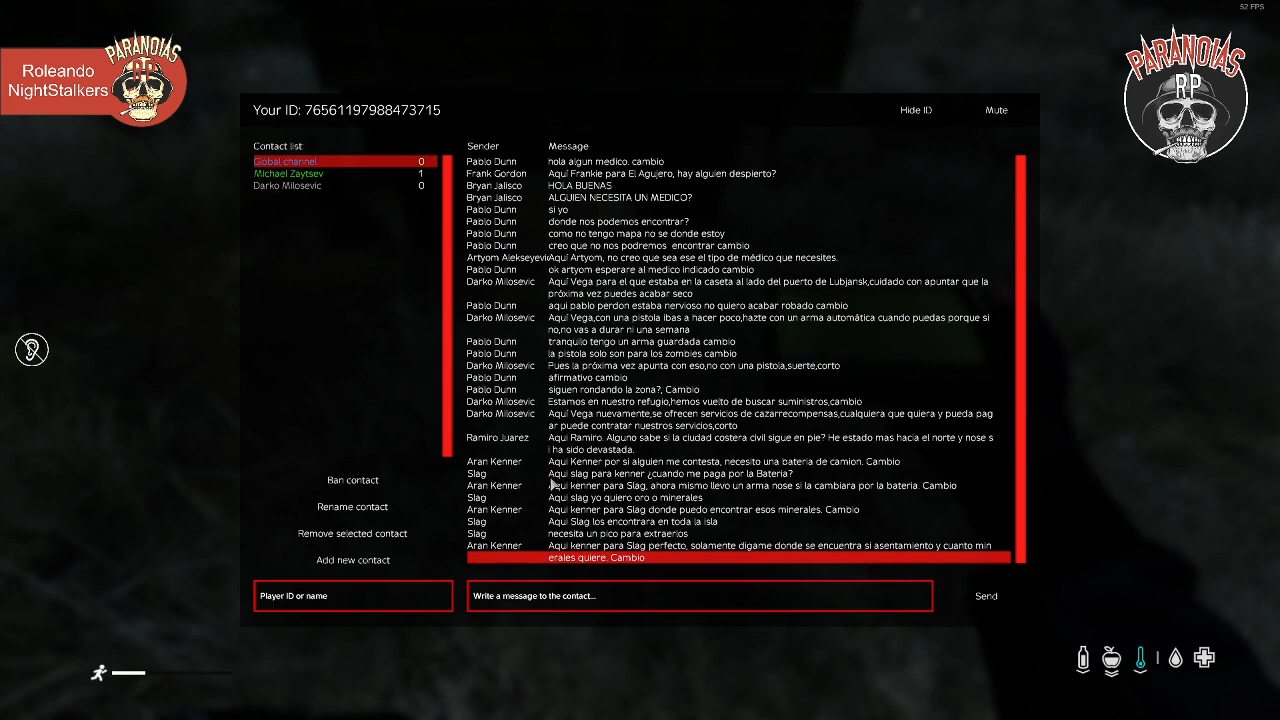 52 FPS
PARANOIAS
RP
Roleando
NightStalkers
PARANOIAS
RP
Your ID: 76561197988473715
Hide ID
Mute
Contact list:
Global channel 0
Michael Zaytsev 1
Darko Milosevic 0
Sender Message
Pablo Dunn hola algun medico. cambio
Frank Gordon Aquí Frankie para El Agujero, hay alguien despierto?
Bryan Jalisco HOLA BUENAS
Bryan Jalisco ALGUIEN NECESITA UN MEDICO?
Pablo Dunn si yo
Pablo Dunn donde nos podemos encontrar?
Pablo Dunn como no tengo mapa no se donde estoy
Pablo Dunn creo que no nos podremos encontrar cambio
Artyom Alekseyevi Aquí Artyom, no creo que sea ese el tipo de médico que necesites.
Pablo Dunn ok artyom esperare al medico indicado cambio
Darko Milosevic Aquí Vega para el que estaba en la caseta al lado del puerto de Lubjansk,cuidado con apuntar que la
próxima vez puedes acabar seco
Pablo Dunn aqui pablo perdon estaba nervioso no quiero acabar robado cambio
Darko Milosevic Aquí Vega,con una pistola ibas a hacer poco,hazte con un arma automática cuando puedas porque si
no,no vas a durar ni una semana
Pablo Dunn tranquilo tengo un arma guardada cambio
Pablo Dunn la pistola solo son para los zombies cambio
Darko Milosevic Pues la próxima vez apunta con eso,no con una pistola,suerte,corto
Pablo Dunn afirmativo cambio
Pablo Dunn siguen rondando la zona?, Cambio
Darko Milosevic Estamos en nuestro refugio,hemos vuelto de buscar suministros,cambio
Darko Milosevic Aquí Vega nuevamente,se ofrecen servicios de cazarrecompensas,cualquiera que quiera y pueda pag
ar puede contratar nuestros servicios,corto
Ramiro Juarez Aqui Ramiro. Alguno sabe si la ciudad costera civil sigue en pie? He estado mas hacia el norte y nose s
i ha sido devastada.
Aran Kenner Aqui Kenner por si alguien me contesta, necesito una bateria de camion. Cambio
Slag Aqui slag para kenner ¿cuando me paga por la Bateria?
Aran Kenner Aqui kenner para Slag, ahora mismo llevo un arma nose si la cambiara por la bateria. Cambio
Slag Aqui slag yo quiero oro o minerales
Aran Kenner Aqui kenner para Slag donde puedo encontrar esos minerales. Cambio
Slag Aqui Slag los encontrara en toda la isla
Slag necesita un pico para extraerlos
Aran Kenner Aqui kenner para Slag perfecto, solamente digame donde se encuentra si asentamiento y cuanto min
erales quiere. Cambio
Ban contact
Rename contact
Remove selected contact
Add new contact
Player ID or name
Write a message to the contact...
Send